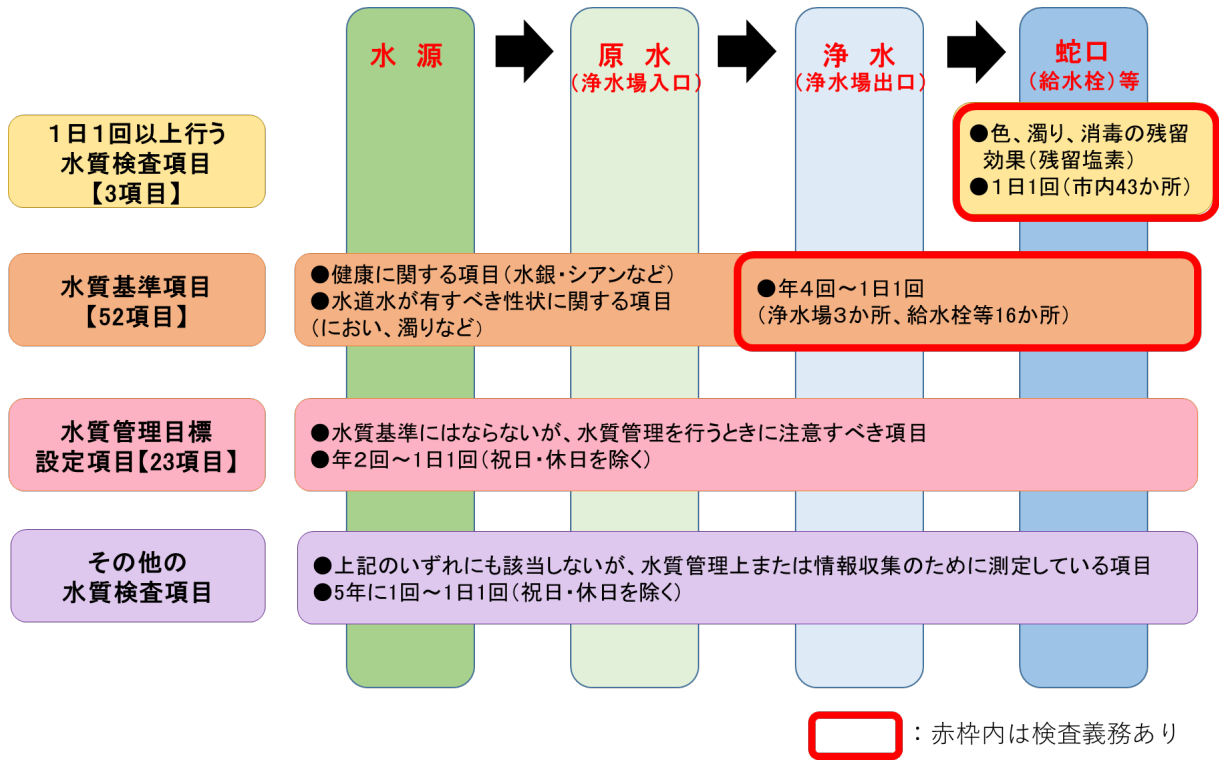 水 源
原 水
(浄水場入口)
浄 水
(浄水場出口)
蛇口
(給水栓)等
1日1回以上行う
水質検査項目
【3項目】
●色、濁り、消毒の残留
効果(残留塩素)
●1日1回(市内43か所)
水質基準項目
【52項目】
●健康に関する項目(水銀・シアンなど)
●水道水が有すべき性状に関する項目
(におい、濁りなど)
●年4回～1日1回
(浄水場3か所、給水栓等16か所)
水質管理目標
設定項目【23項目】
●水質基準にはならないが、水質管理を行うときに注意すべき項目
●年2回～1日1回(祝日・休日を除く)
その他の
水質検査項目
●上記のいずれにも該当しないが、水質管理上または情報収集のために測定している項目
●5年に1回～1日1回(祝日・休日を除く)
：赤枠内は検査義務あり